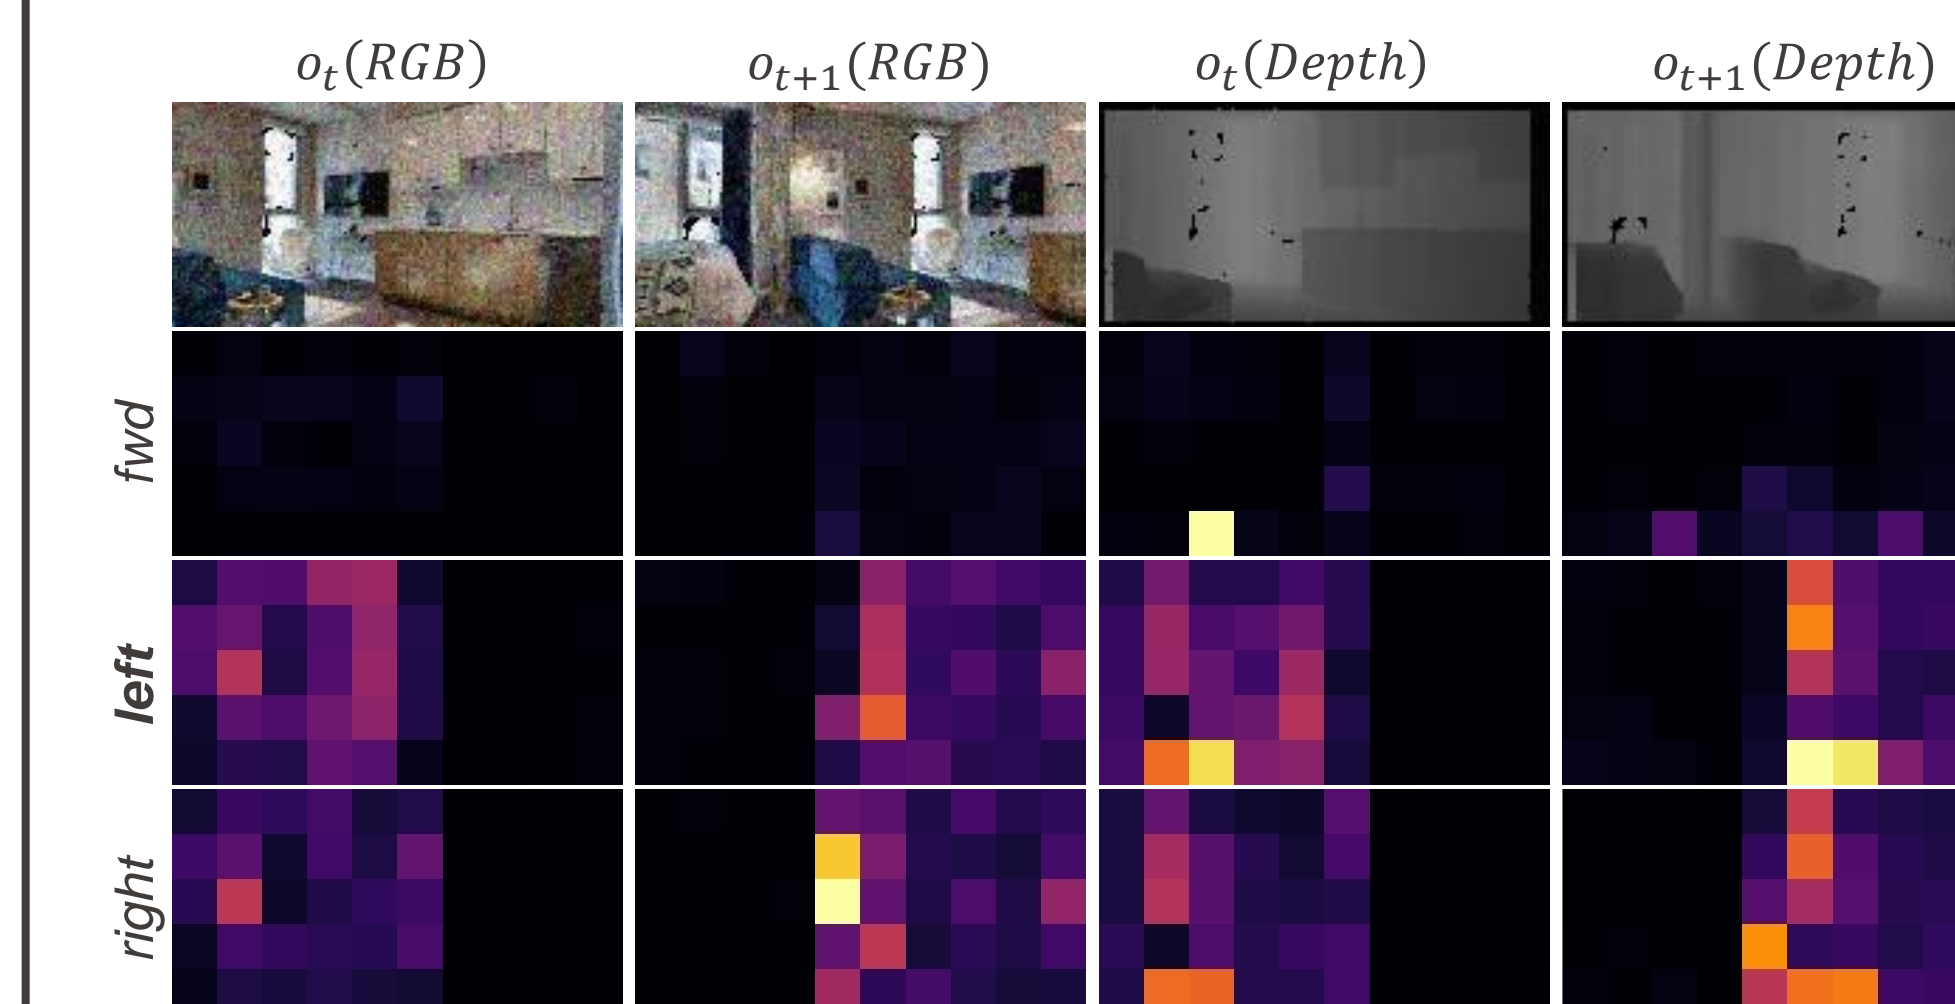 o_t(RGB) o_{t+1}(RGB) o_t(Depth) o_{t+1}(Depth)
fwd
left
right